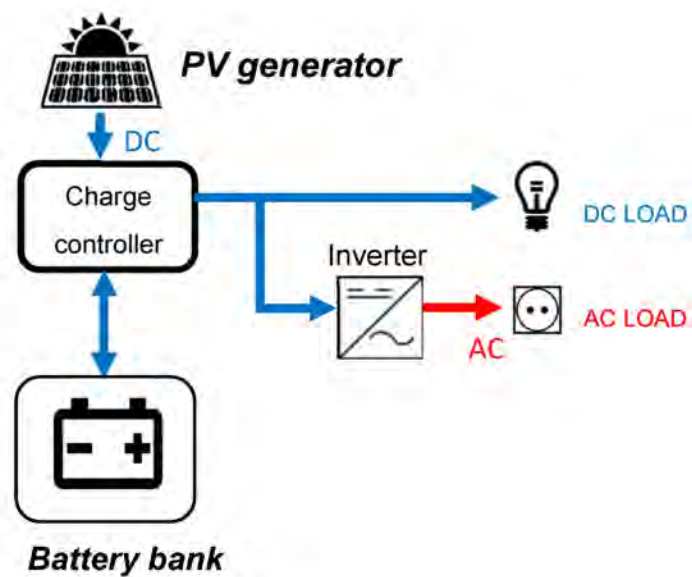 PV generator
DC
Charge
controller
DC LOAD
Inverter
AC LOAD
AC
Battery bank